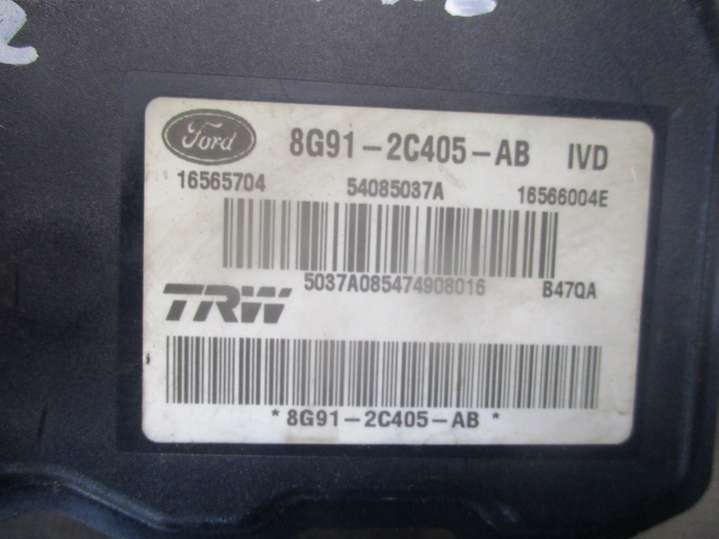 Ford 8G91-2C405-AB IVD
16565704 54085037A 16566004E
5037A085474908016 B47QA
TRW
*8G91-2C405-AB*